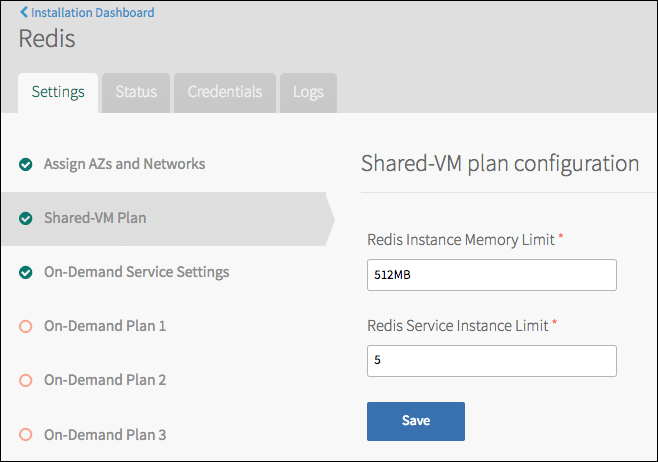 Installation Dashboard
Redis
Settings
Status
Credentials
Logs
Assign AZs and Networks
Shared-VM Plan
On-Demand Service Settings
On-Demand Plan 1
On-Demand Plan 2
On-Demand Plan 3
Shared-VM plan configuration
Redis Instance Memory Limit *
512MB
Redis Service Instance Limit *
5
Save